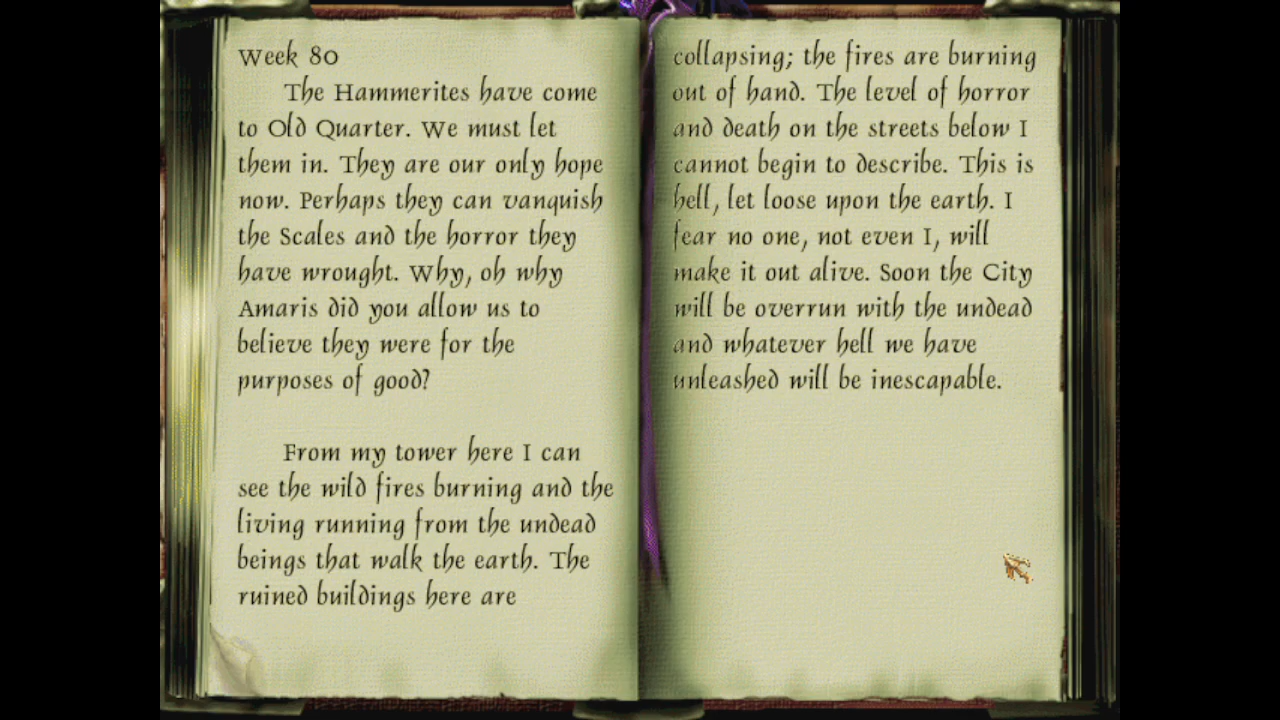 Week 80
The Hammerites have come
to Old Quarter. We must let
them in. They are our only hope
now. Perhaps they can vanquish
the Scales and the horror they
have wrought. Why, oh why
Amaris did you allow us to
believe they were for the
purposes of good?
From my tower here I can
see the wild fires burning and the
living running from the undead
beings that walk the earth. The
ruined buildings here are
collapsing; the fires are burning
out of hand. The level of horror
and death on the streets below I
cannot begin to describe. This is
hell, let loose upon the earth. I
fear no one, not even I, will
make it out alive. Soon the City
will be overrun with the undead
and whatever hell we have
unleashed will be inescapable.